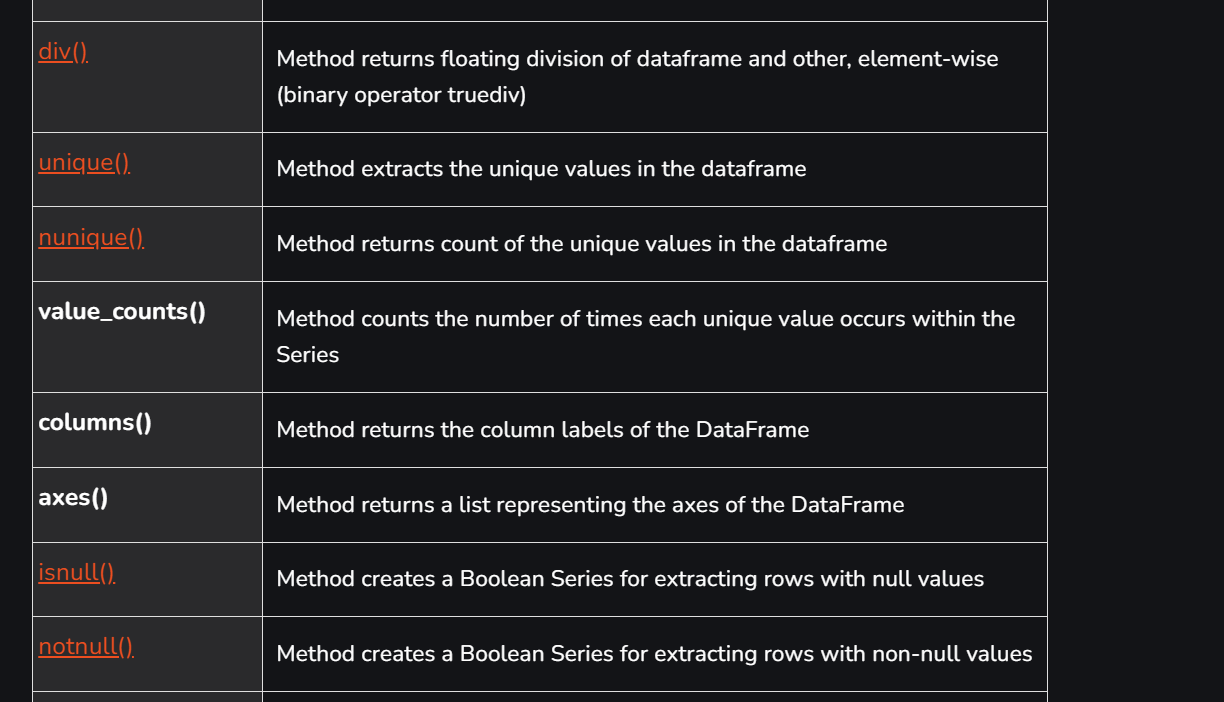 div()
Method returns floating division of dataframe and other, element-wise
(binary operator truediv)
unique()
Method extracts the unique values in the dataframe
nunique()
Method returns count of the unique values in the dataframe
value_counts()
Method counts the number of times each unique value occurs within the
Series
columns()
Method returns the column labels of the DataFrame
axes()
Method returns a list representing the axes of the DataFrame
isnull()
Method creates a Boolean Series for extracting rows with null values
notnull()
Method creates a Boolean Series for extracting rows with non-null values